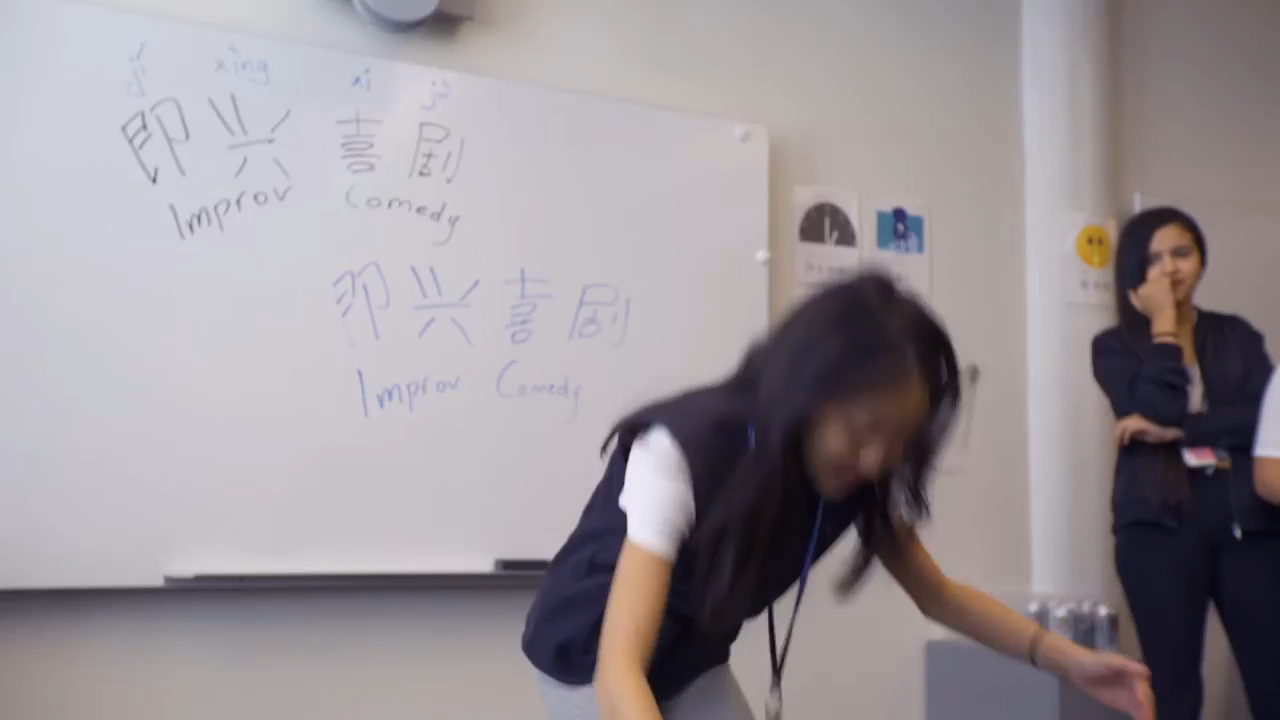 jí xìng xǐ jù
即兴喜剧
Improv Comedy
即兴喜剧
Improv Comedy